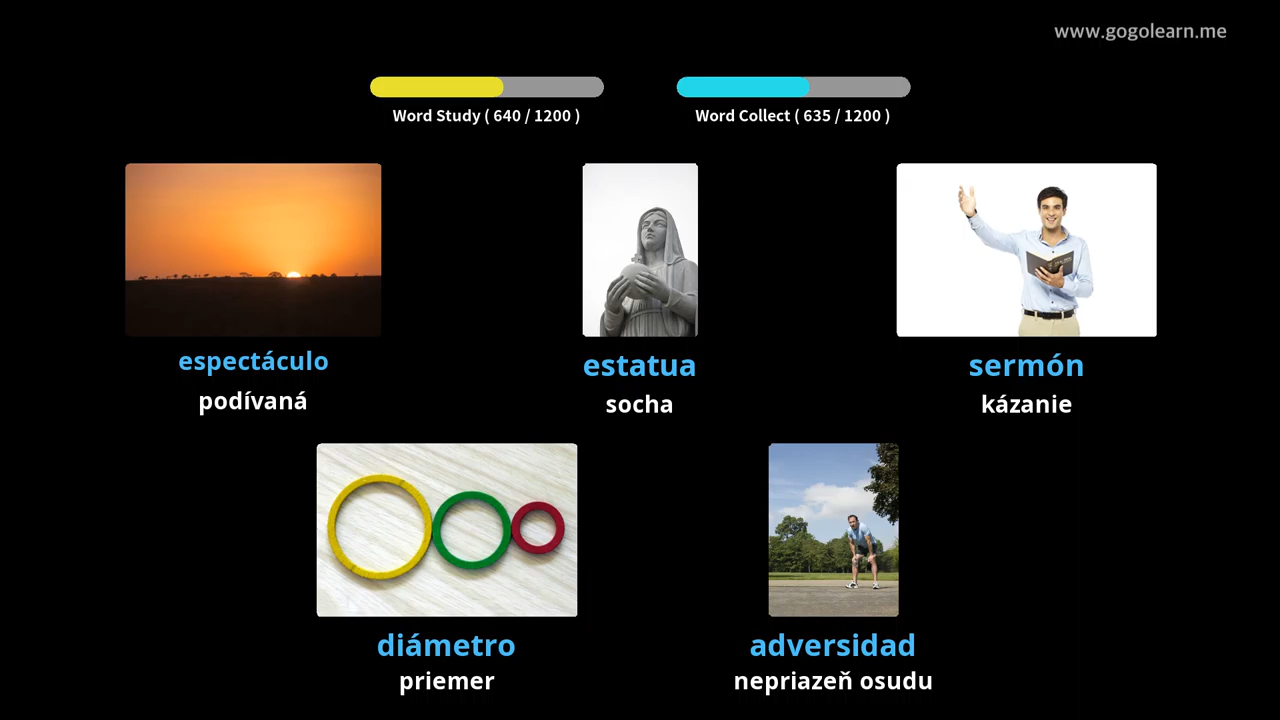 www.gogolearn.me
Word Study ( 640 / 1200 )
Word Collect ( 635 / 1200 )
espectáculo
podívaná
estatua
socha
sermón
kázanie
diámetro
priemer
adversidad
nepriazeň osudu